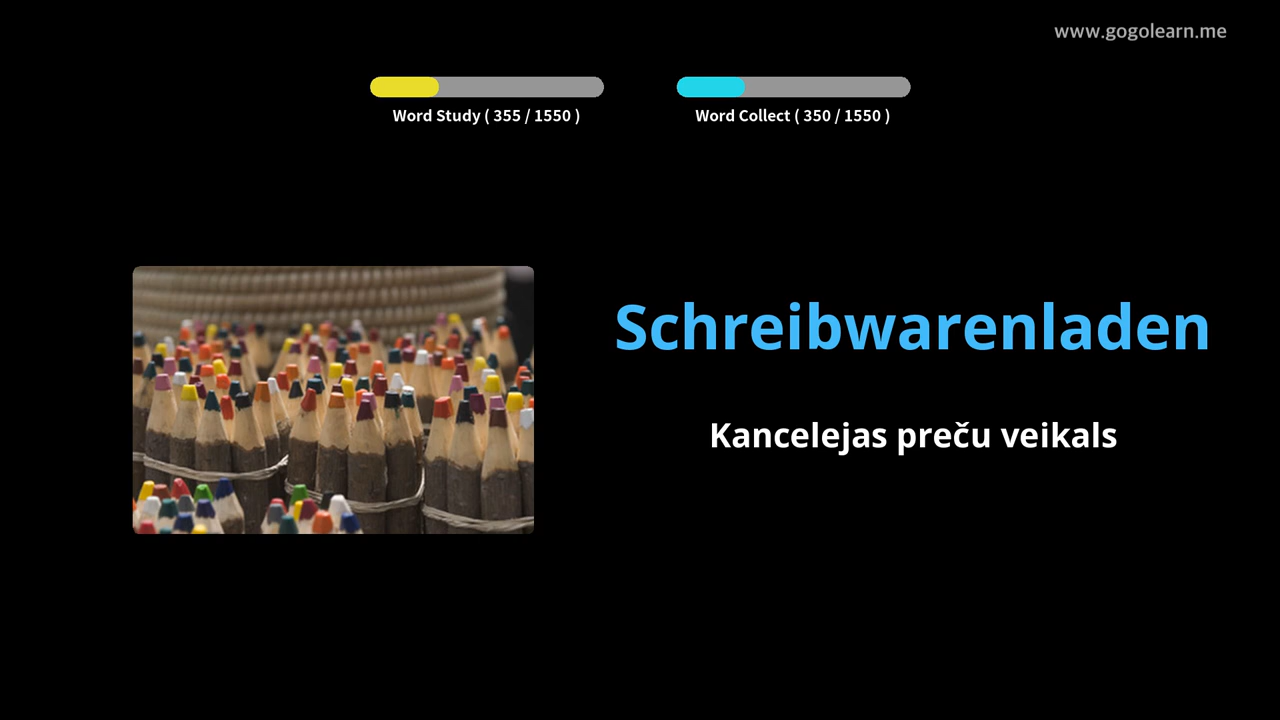 www.gogolearn.me
Word Study ( 355 / 1550 )
Word Collect ( 350 / 1550 )
Schreibwarenladen
Kancelejas preču veikals